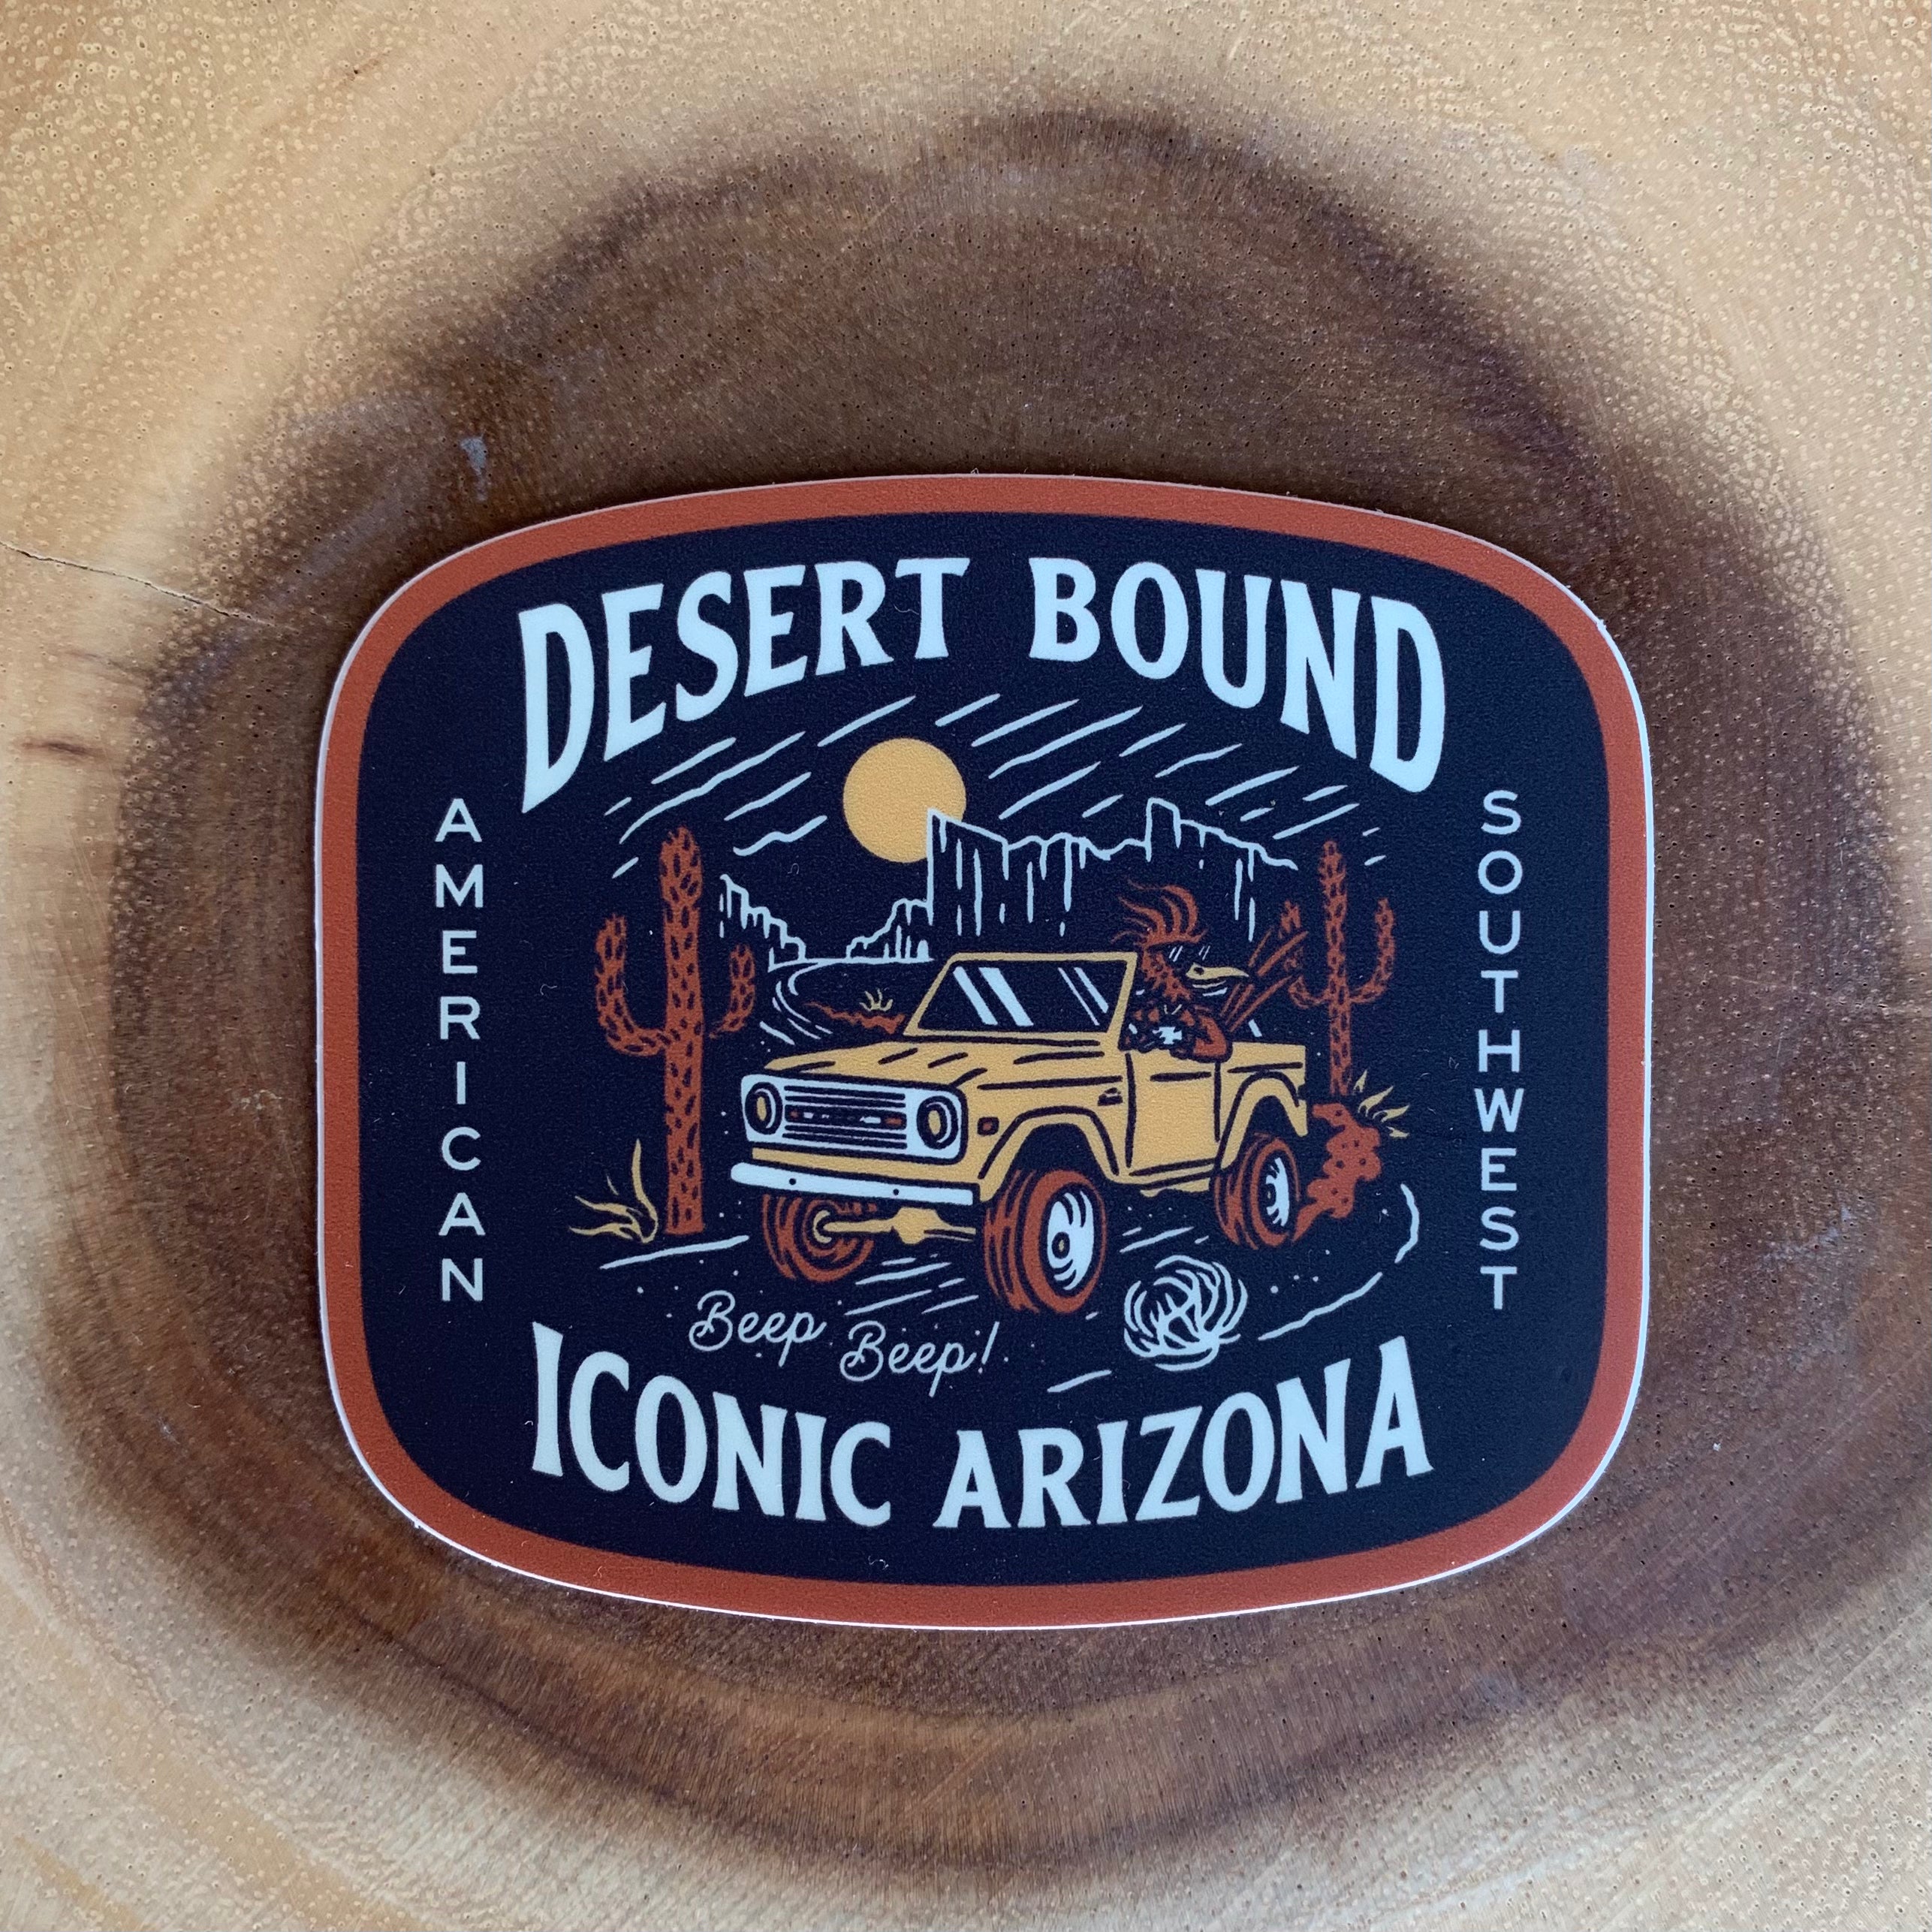 DESERT BOUND
AMERICAN
SOUTHWEST
Beep Beep!
ICONIC ARIZONA